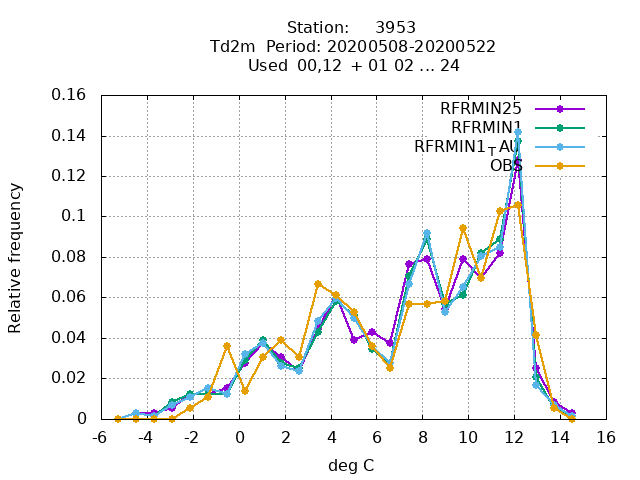 Station: 3953
Td2m Period: 20200508-20200522
Used 00,12 + 01 02 ... 24
RFRMIN25
RFRMIN1
RFRMIN1TAU
OBS
0.16
0.14
0.12
0.1
0.08
0.06
0.04
0.02
0
Relative frequency
-6 -4 -2 0 2 4 6 8 10 12 14 16
deg C